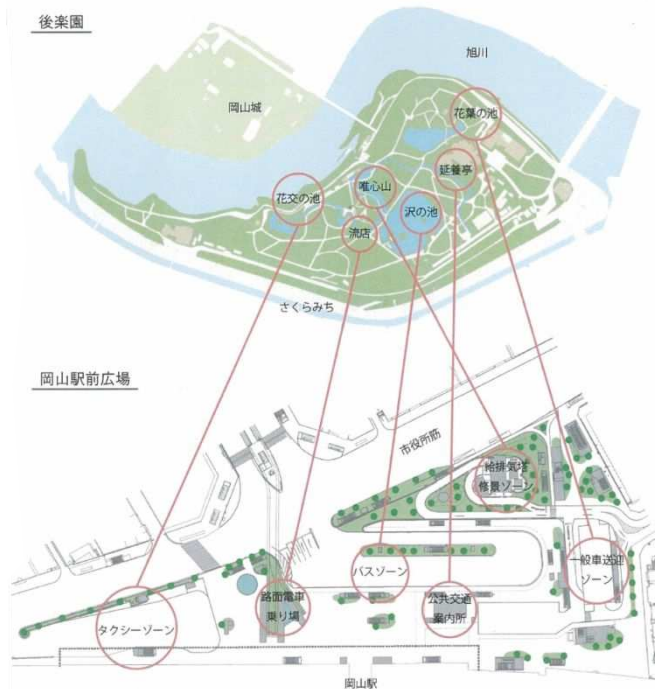 後楽園
旭川
岡山城
花葉の池
延養亭
唯心山
花交の池
沢の池
流店
さくらみち
岡山駅前広場
市役所筋
給排気塔
修景ゾーン
一般車送迎
ゾーン
バスゾーン
路面電車
乗り場
公共交通
案内所
タクシーゾーン
岡山駅